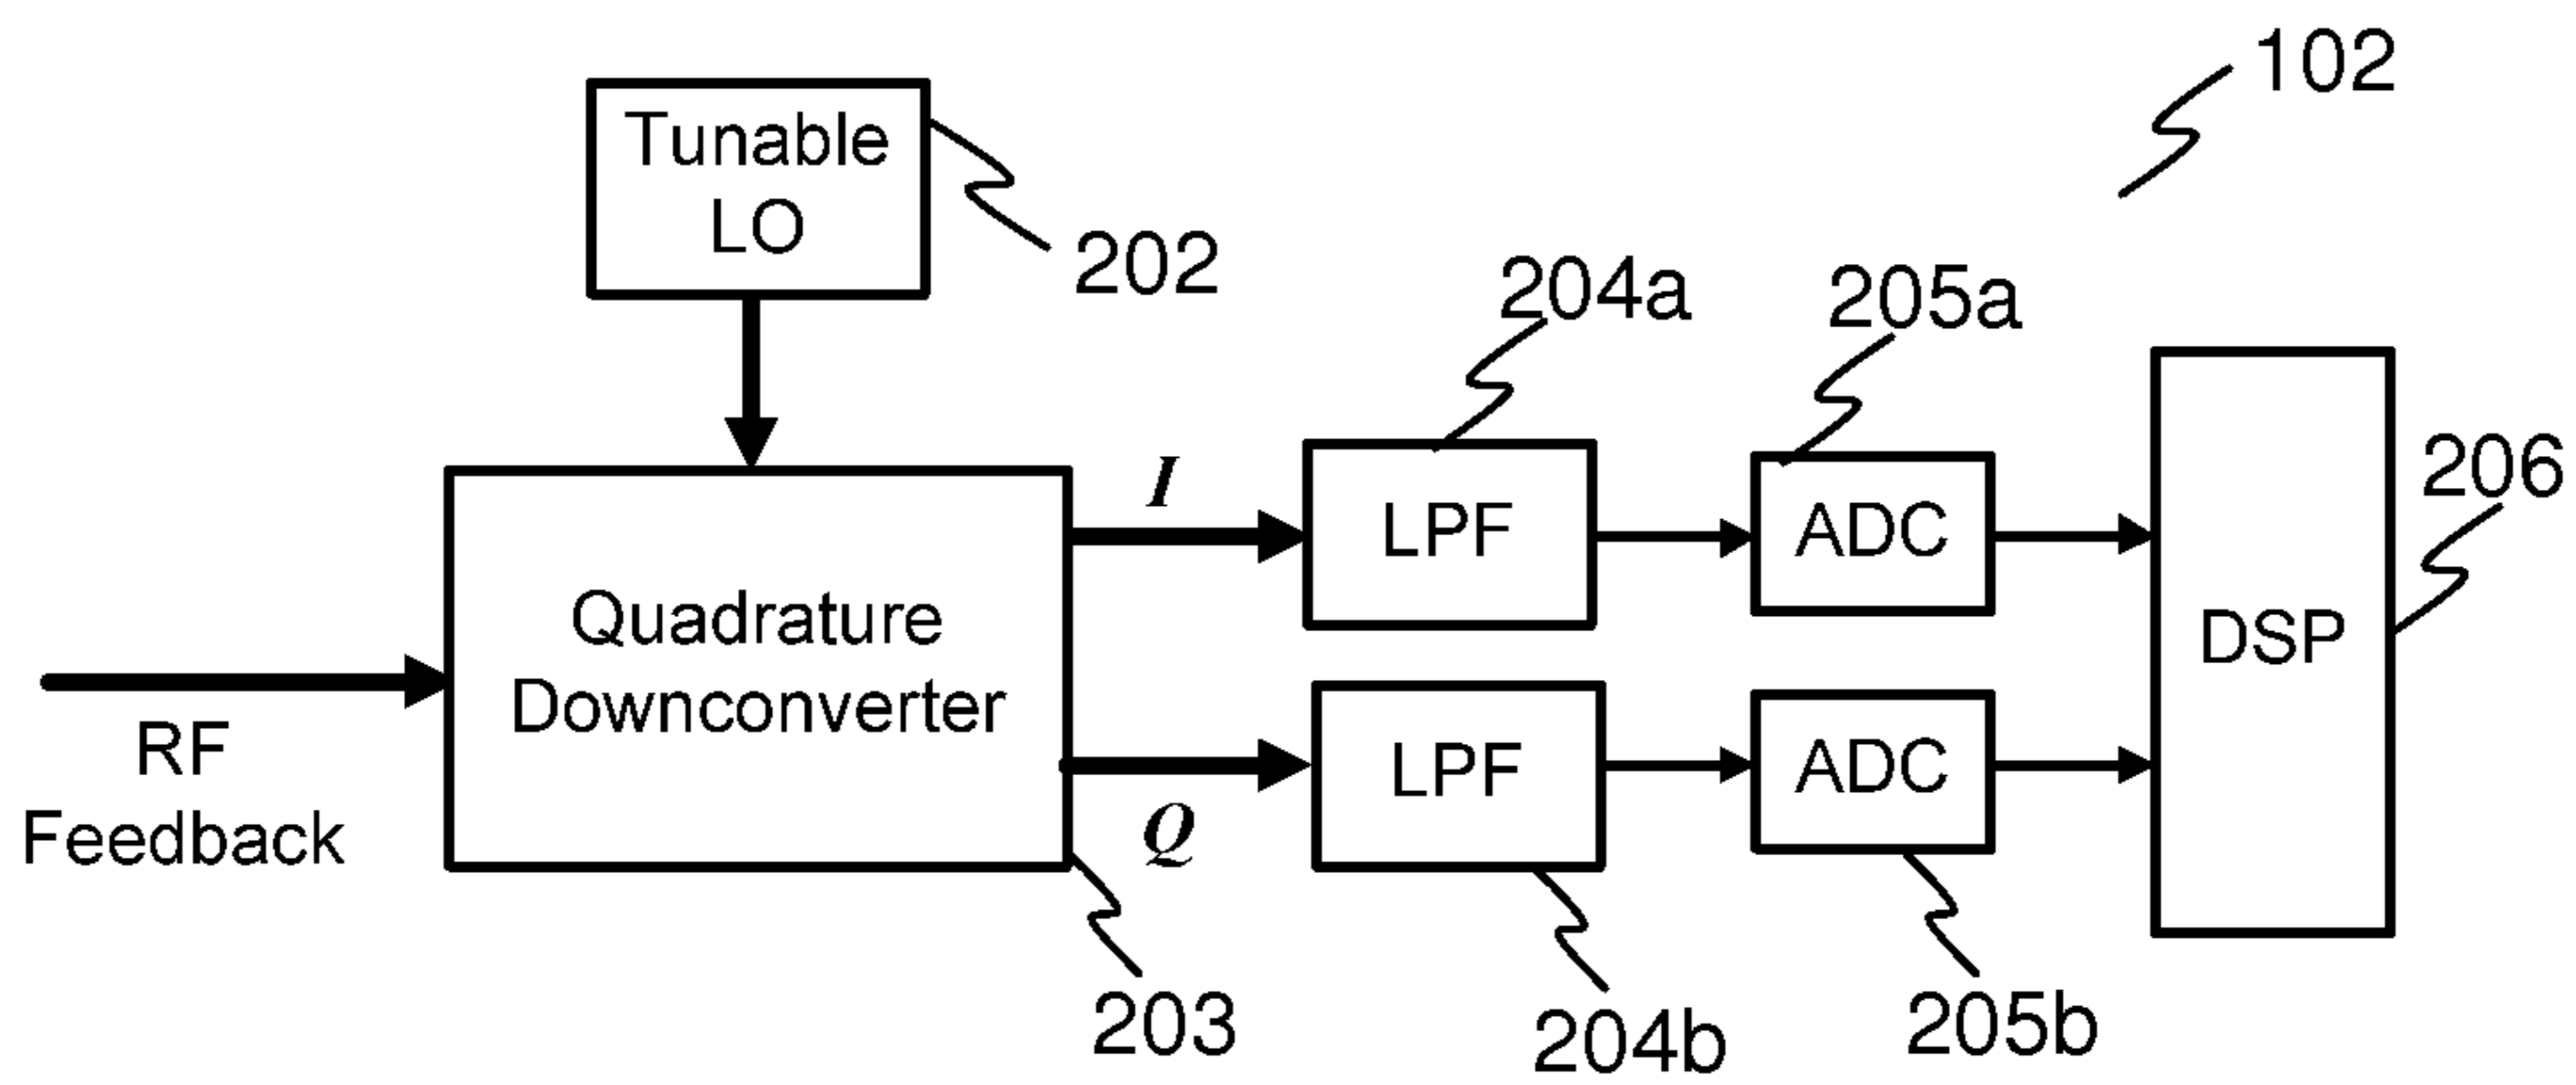 102
Tunable
LO
202
204a
205a
206
I
LPF
ADC
DSP
Quadrature
Downconverter
RF
Feedback
Q
LPF
ADC
203
204b
205b